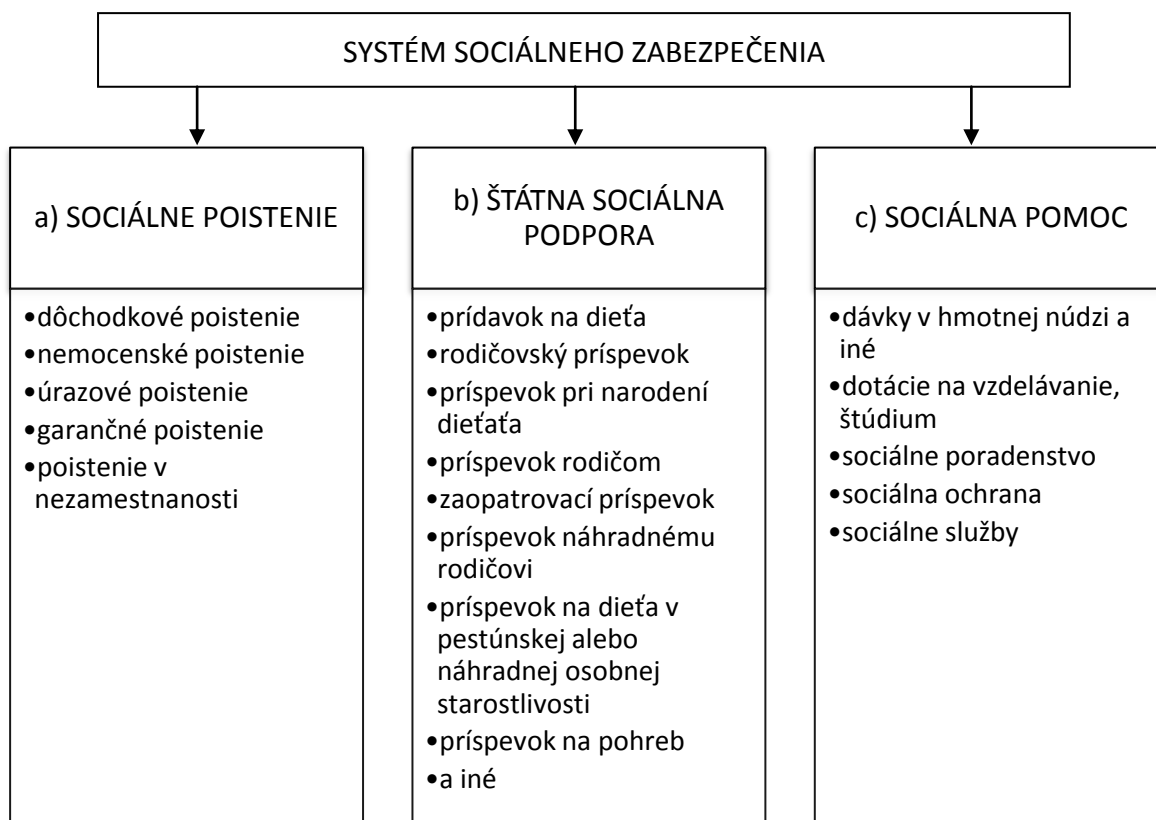 SYSTÉM SOCIÁLNEHO ZABEZPEČENIA
a) SOCIÁLNE POISTENIE
•dôchodkové poistenie
•nemocenské poistenie
•úrazové poistenie
•garančné poistenie
•poistenie v
nezamestnanosti
b) ŠTÁTNA SOCIÁLNA
PODPORA
•prídavok na dieťa
•rodičovský príspevok
•príspevok pri narodení
dieťaťa
•príspevok rodičom
•zaopatrovací príspevok
•príspevok náhradnému
rodičovi
•príspevok na dieťa v
pestúnskej alebo
náhradnej osobnej
starostlivosti
•príspevok na pohreb
•a iné
c) SOCIÁLNA POMOC
•dávky v hmotnej núdzi a
iné
•dotácie na vzdelávanie,
štúdium
•sociálne poradenstvo
•sociálna ochrana
•sociálne služby